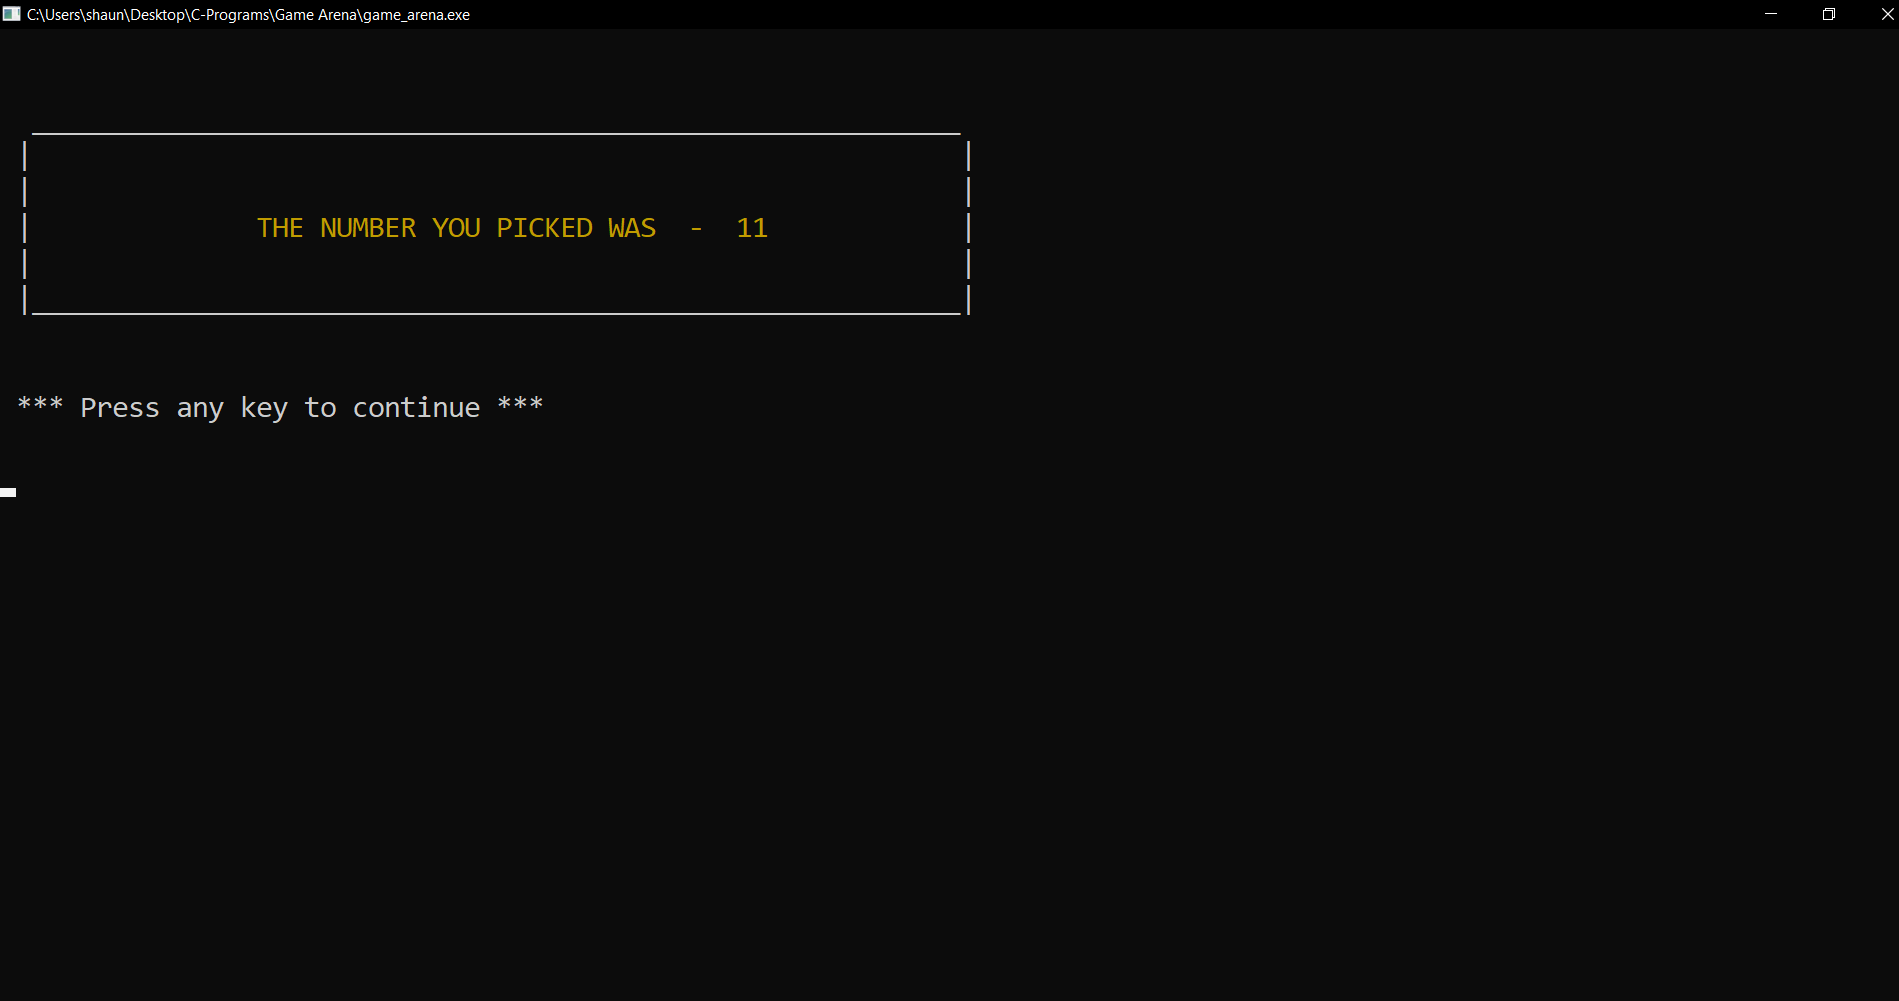 C:\Users\shaun\Desktop\C-Programs\Game Arena\game_arena.exe
THE NUMBER YOU PICKED WAS  -  11
*** Press any key to continue ***